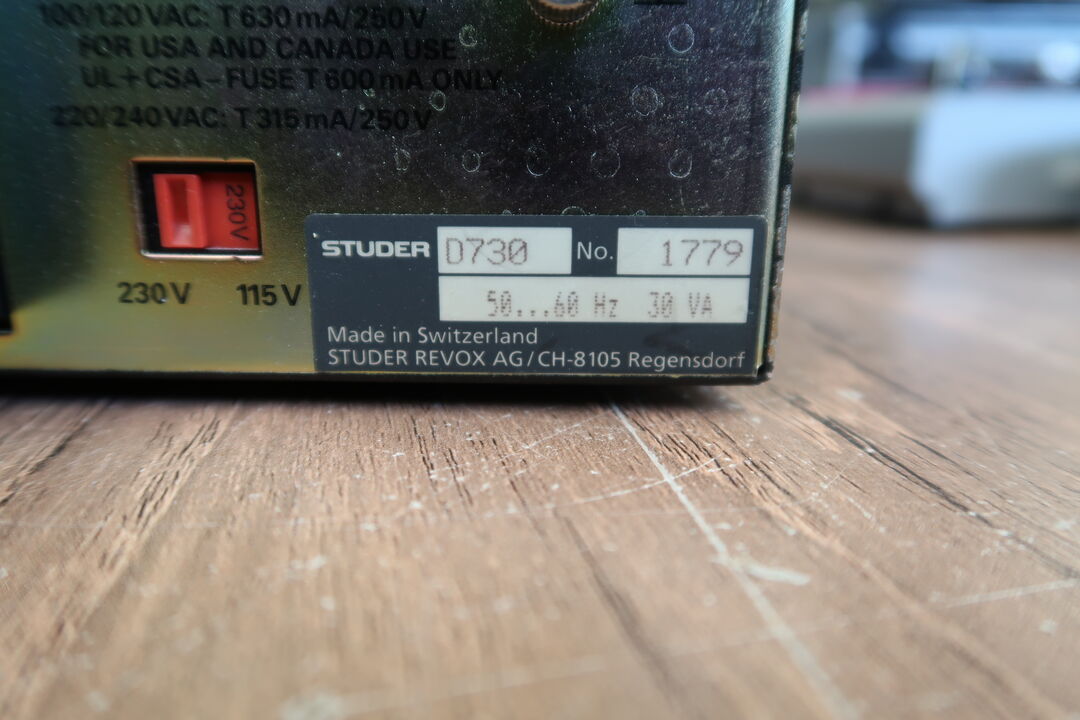 100/120 VAC: T 630 mA/250 V
FOR USA AND CANADA USE
UL + CSA – FUSE T 600 mA ONLY
220/240 VAC: T 315 mA/250 V
230V
230 V 115 V
STUDER D730 No. 1779
50...60 Hz 30 VA
Made in Switzerland
STUDER REVOX AG / CH-8105 Regensdorf